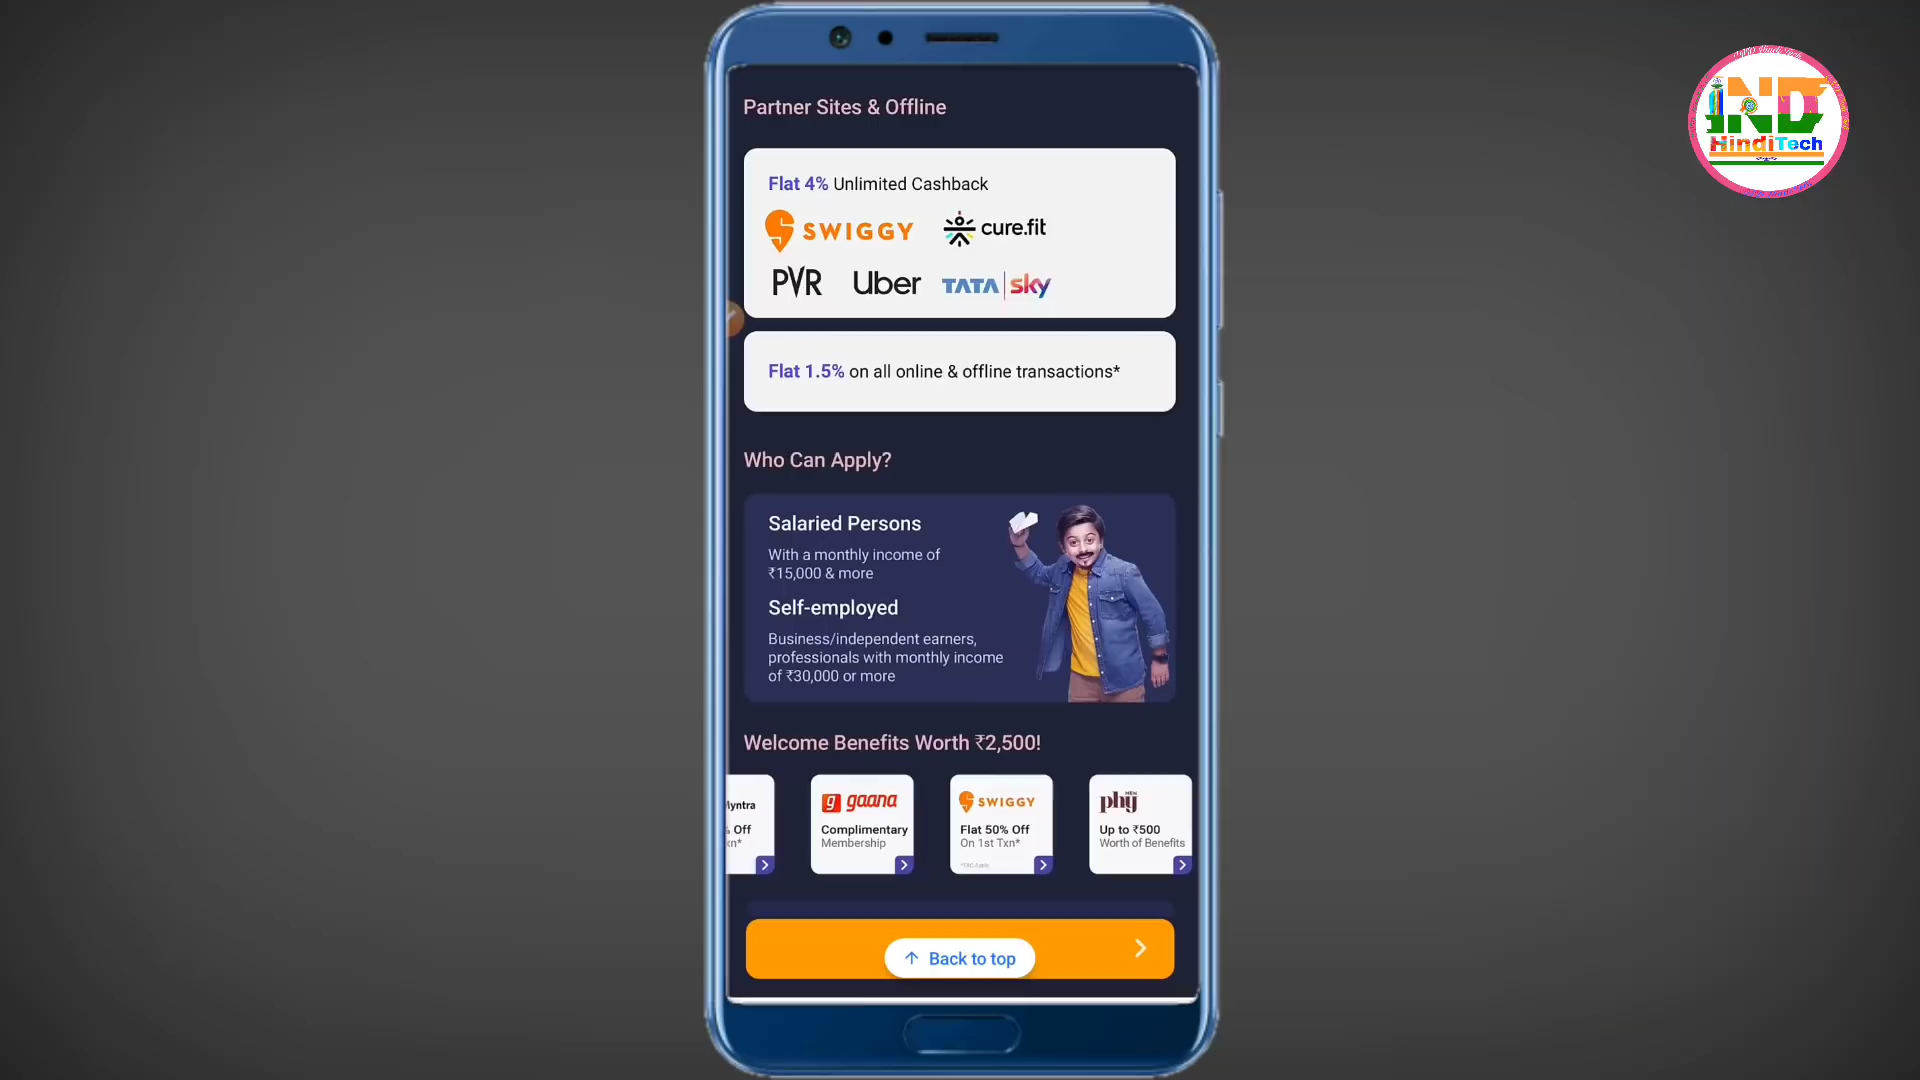 Partner Sites & Offline
Flat 4% Unlimited Cashback
SWIGGY
cure.fit
PVR
Uber
TATA sky
Flat 1.5% on all online & offline transactions*
Who Can Apply?
Salaried Persons
With a monthly income of
₹15,000 & more
Self-employed
Business/independent earners,
professionals with monthly income
of ₹30,000 or more
Welcome Benefits Worth ₹2,500!
gaana
Complimentary
Membership
SWIGGY
Flat 50% Off
On 1st Txn*
phy MEN
Up to ₹500
Worth of Benefits
Back to top
iND
HindiTech